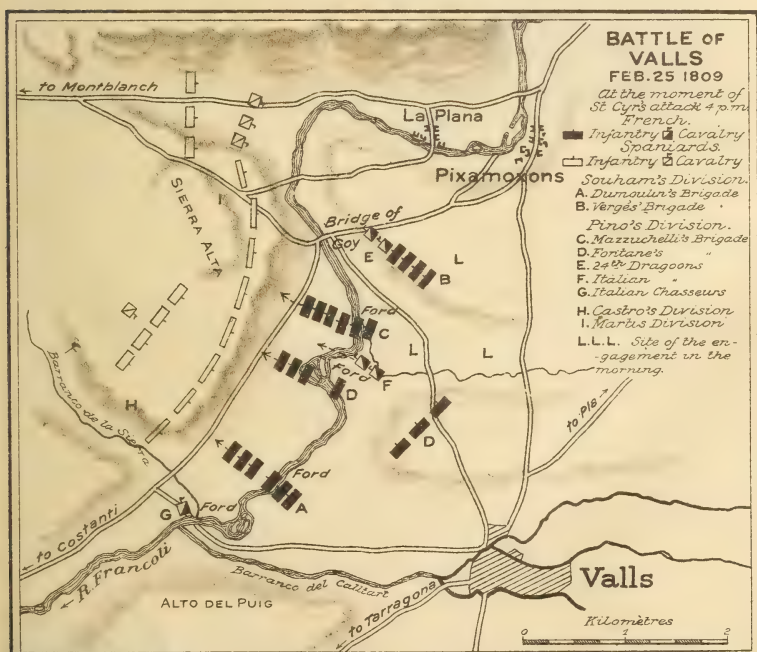 BATTLE OF
VALLS
FEB. 25 1809
At the moment of
St Cyr's attack 4 p.m.
French.
Infantry Cavalry
Spaniards.
Infantry Cavalry
Souham's Division.
A. Dumoulin's Brigade
B. Vergès' Brigade "
Pino's Division.
C. Mazzuchelli's Brigade
D. Fontane's "
E. 24th Dragoons
F. Italian "
G. Italian Chasseurs
H. Castro's Division
I. Marti's Division
L.L.L. Site of the en-
-gagement in the
morning.
to Montblanch
La Plana
Pixamoxons
SIERRA ALTA
I
Bridge of
Goy
E
B
L
Ford
C
L
L
Ford
F
D
D
H
Barranco de la Sierra
to Pla
Ford
A
G
Ford
to Costanti
R. Francoli
Barranco del Callitart
Valls
ALTO DEL PUIG
to Tarragona
Kilomètres
0 1 2